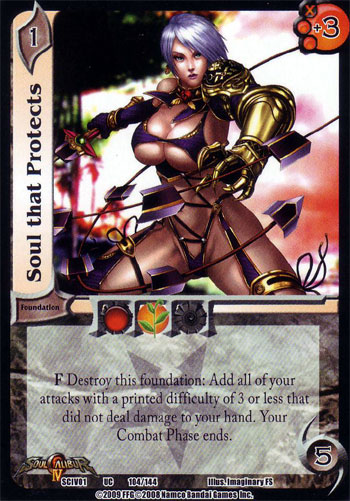 1
X
+3
Soul that Protects
Foundation
F Destroy this foundation: Add all of your
attacks with a printed difficulty of 3 or less that
did not deal damage to your hand. Your
Combat Phase ends.
SOULCALIBUR
IV
SCIV01 UC 104/144 Illus. Imaginary FS
5
©2009 FFG ©2008 Namco Bandai Games Inc.